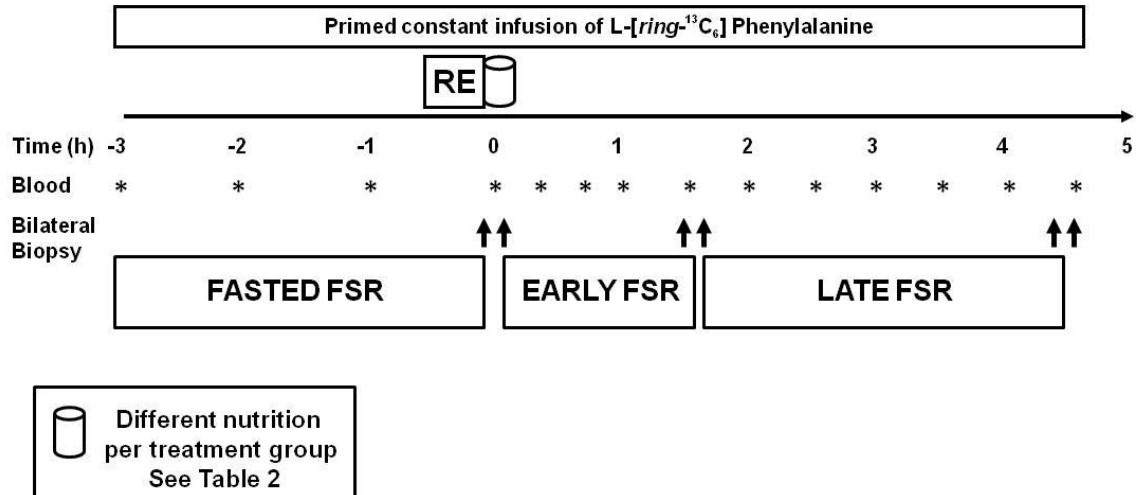 Primed constant infusion of L-[ring-¹³C₆] Phenylalanine
RE
Time (h) -3 -2 -1 0 1 2 3 4 5
Blood * * * * * * * * * * * * * *
Bilateral
Biopsy
FASTED FSR EARLY FSR LATE FSR
Different nutrition
per treatment group
See Table 2